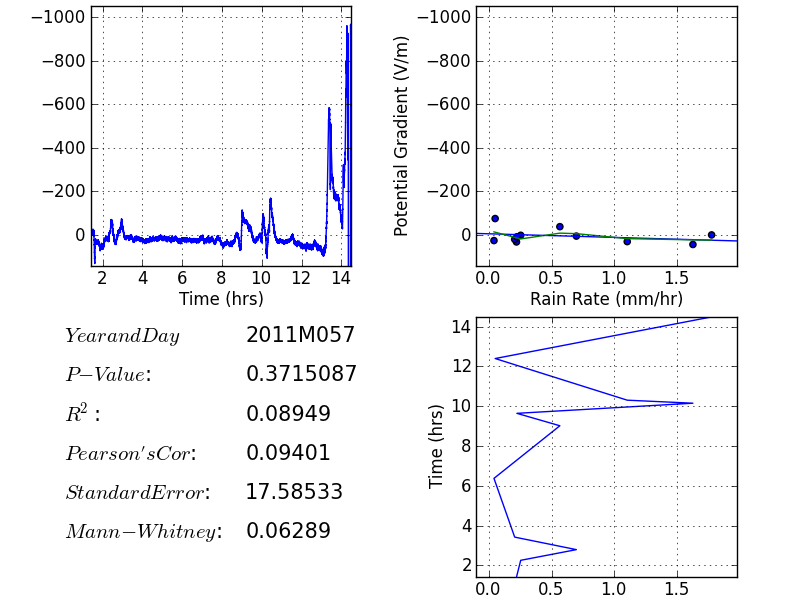 −1000
−800
−600
−400
−200
0
2 4 6 8 10 12 14
Time (hrs)
Potential Gradient (V/m)
−1000
−800
−600
−400
−200
0
0.0 0.5 1.0 1.5
Rain Rate (mm/hr)
YearandDay 2011M057
P−Value: 0.3715087
R²: 0.08949
Pearson'sCor: 0.09401
StandardError: 17.58533
Mann−Whitney: 0.06289
Time (hrs)
14
12
10
8
6
4
2
0.0 0.5 1.0 1.5